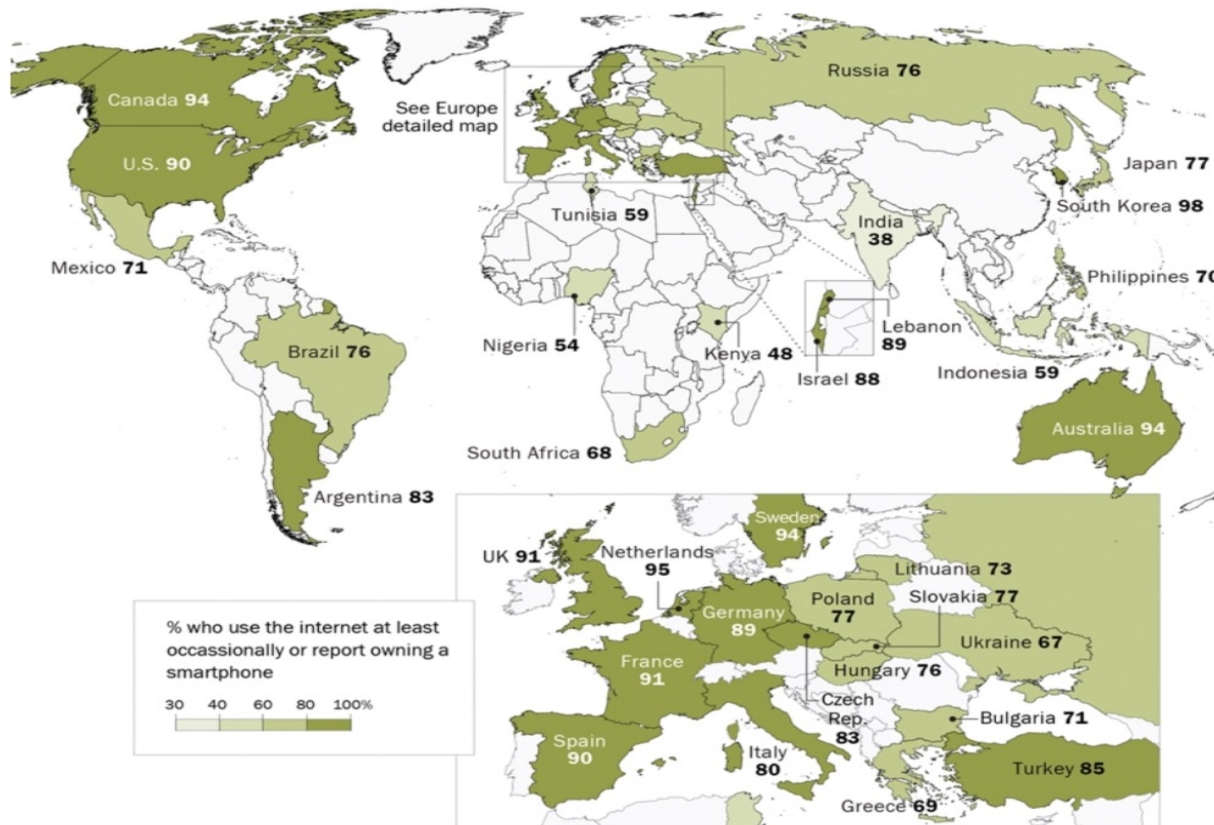 Russia 76
Canada 94
See Europe
detailed map
U.S. 90
Japan 77
South Korea 98
Tunisia 59
India
38
Mexico 71
Philippines 70
Lebanon
89
Nigeria 54
Kenya 48
Brazil 76
Israel 88
Indonesia 59
South Africa 68
Australia 94
Argentina 83
Sweden
94
UK 91
Netherlands
95
Lithuania 73
Slovakia 77
Poland
77
Germany
89
Ukraine 67
France
91
Hungary 76
Czech
Rep.
83
Bulgaria 71
Spain
90
Italy
80
Turkey 85
Greece 69
% who use the internet at least
occassionally or report owning a
smartphone
30 40 60 80 100%